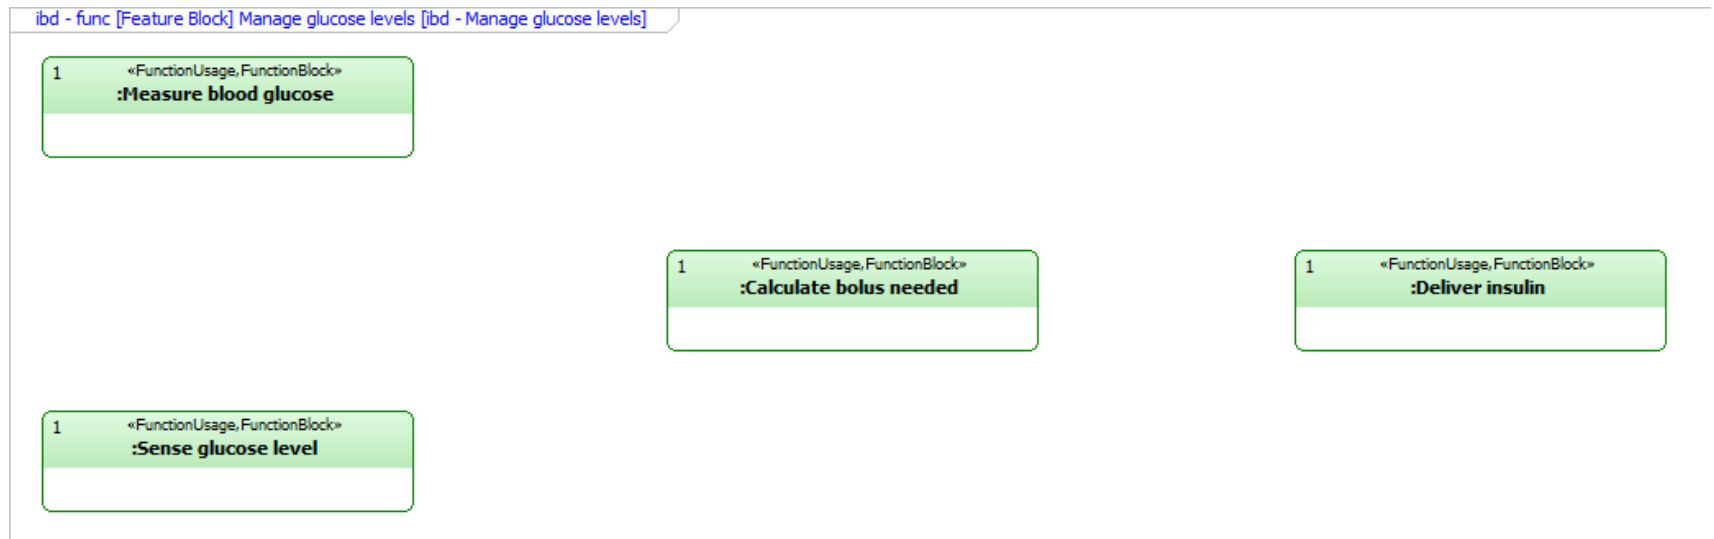 ibd - func [Feature Block] Manage glucose levels [ibd - Manage glucose levels]
1 «FunctionUsage,FunctionBlock»
:Measure blood glucose
1 «FunctionUsage,FunctionBlock»
:Calculate bolus needed
1 «FunctionUsage,FunctionBlock»
:Deliver insulin
1 «FunctionUsage,FunctionBlock»
:Sense glucose level